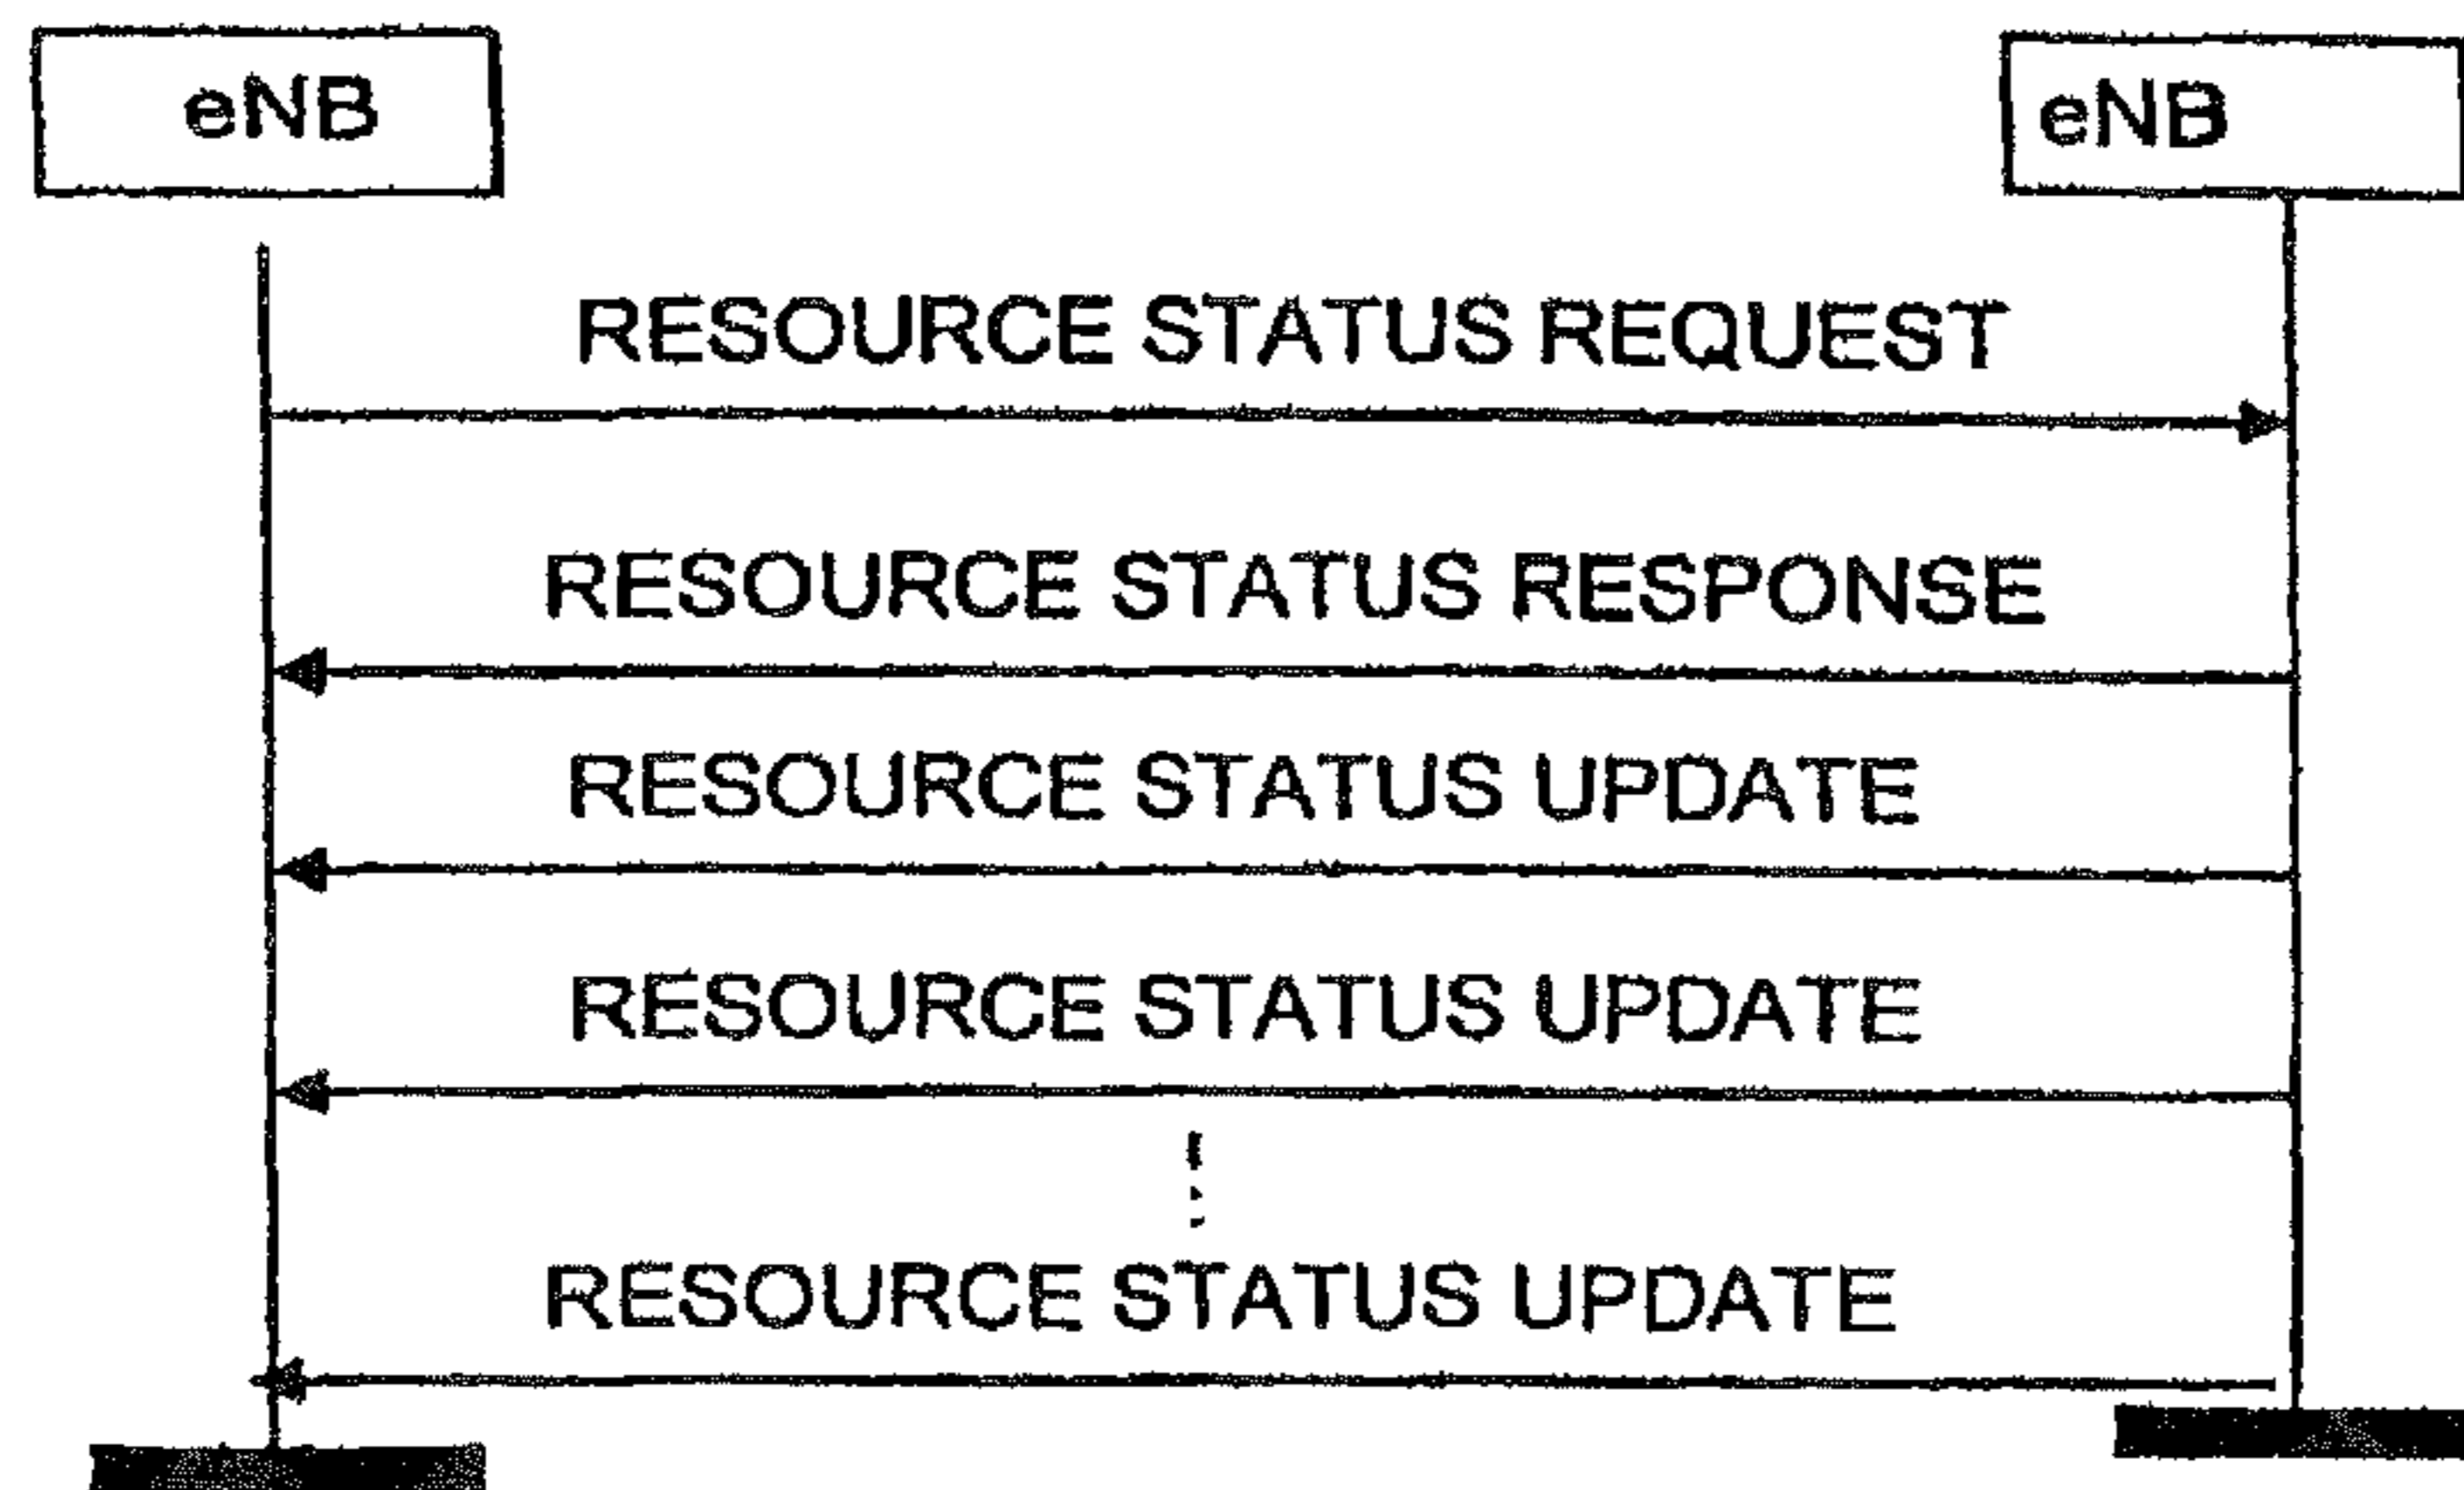 eNB
eNB
RESOURCE STATUS REQUEST
RESOURCE STATUS RESPONSE
RESOURCE STATUS UPDATE
RESOURCE STATUS UPDATE
RESOURCE STATUS UPDATE